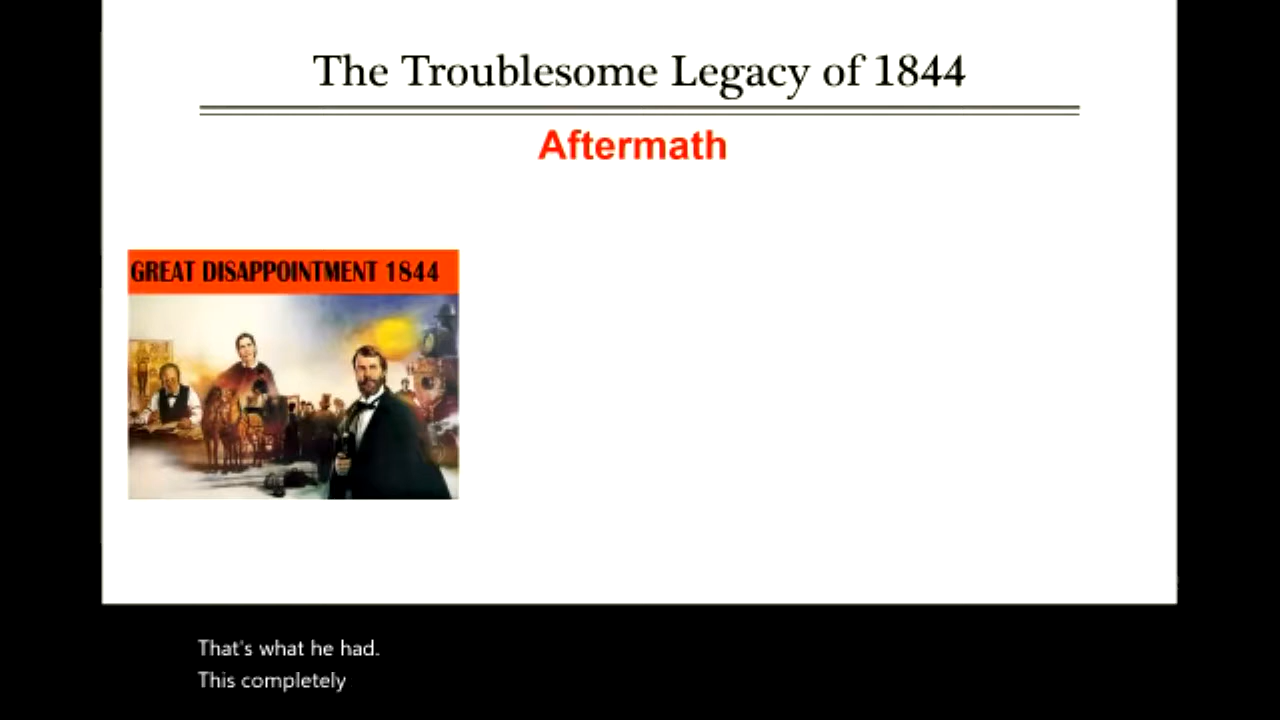 The Troublesome Legacy of 1844
Aftermath
GREAT DISAPPOINTMENT 1844
That's what he had.
This completely